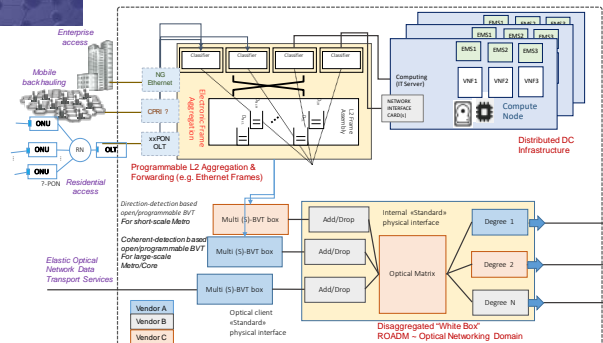 Enterprise
access
Mobile
backhauling
ONU
ONU
ONU
RN
OLT
?-PON
Residential
access
NG
Ethernet
CPRI ?
xxPON
OLT
Classifier
Classifier
Classifier
Classifier
Electronic Frame
Aggregation
L2 Frame
Assembly
...
Programmable L2 Aggregation &
Forwarding (e.g. Ethernet Frames)
EMS1
EMS2
EMS3
EMS1
EMS2
EMS3
EMS1
EMS2
EMS3
Computing
(IT Server)
VNF1
VNF2
VNF3
NETWORK
INTERFACE
CARD(s)
Compute
Node
Distributed DC
Infrastructure
Direction-detection based
open/programmable BVT
For short-scale Metro
Coherent-detection based
open/programmable BVT
For large-scale
Metro/Core
Elastic Optical
Network Data
Transport Services
Multi (S)-BVT box
Multi (S)-BVT box
Multi (S)-BVT box
Optical client
«Standard»
physical interface
Add/Drop
Add/Drop
Add/Drop
Internal «Standard»
physical interface
Optical Matrix
Degree 1
Degree 2
Degree N
Vendor A
Vendor B
Vendor C
Disaggregated "White Box"
ROADM ~ Optical Networking Domain